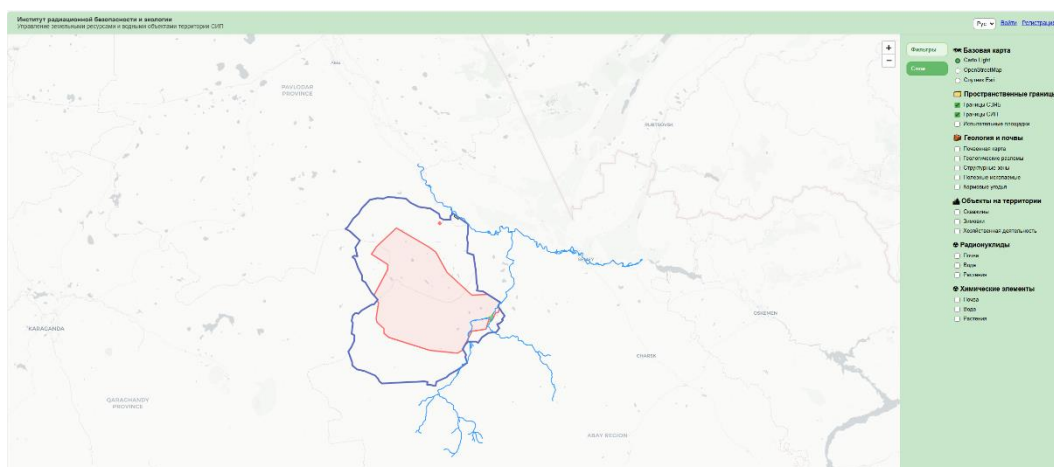 Институт радиационной безопасности и экологии
Управление земельными ресурсами и водными объектами территории СИП
Рус
Войти Регистрация
+
−
Фильтры
Слои
Базовая карта
Carto Light
OpenStreetMap
Спутник Esri
Пространственные границы
Границы СЗЯБ
Границы СИП
Испытательные площадки
Геология и почвы
Почвенная карта
Геологические разломы
Структурные зоны
Полезные ископаемые
Кормовые угодья
Объекты на территории
Скважины
Зимовки
Хозяйственная деятельность
Радионуклиды
Почва
Вода
Растения
Химические элементы
Почва
Вода
Растения
PAVLODAR
PROVINCE
KARAGANDA
QARAGHANDY
PROVINCE
OSKEMEN
CHARSK
ABAY REGION